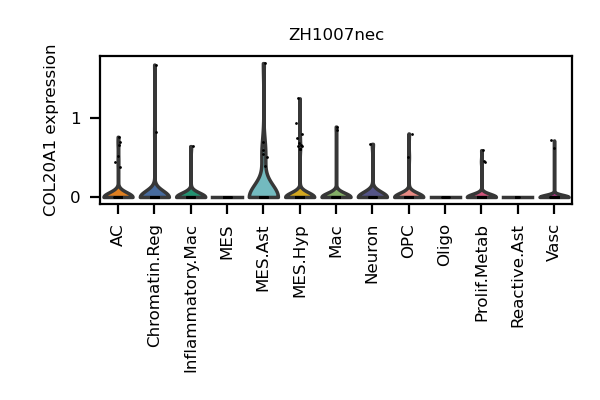 ZH1007nec
COL20A1 expression
1
0
AC
Chromatin.Reg
Inflammatory.Mac
MES
MES.Ast
MES.Hyp
Mac
Neuron
OPC
Oligo
Prolif.Metab
Reactive.Ast
Vasc